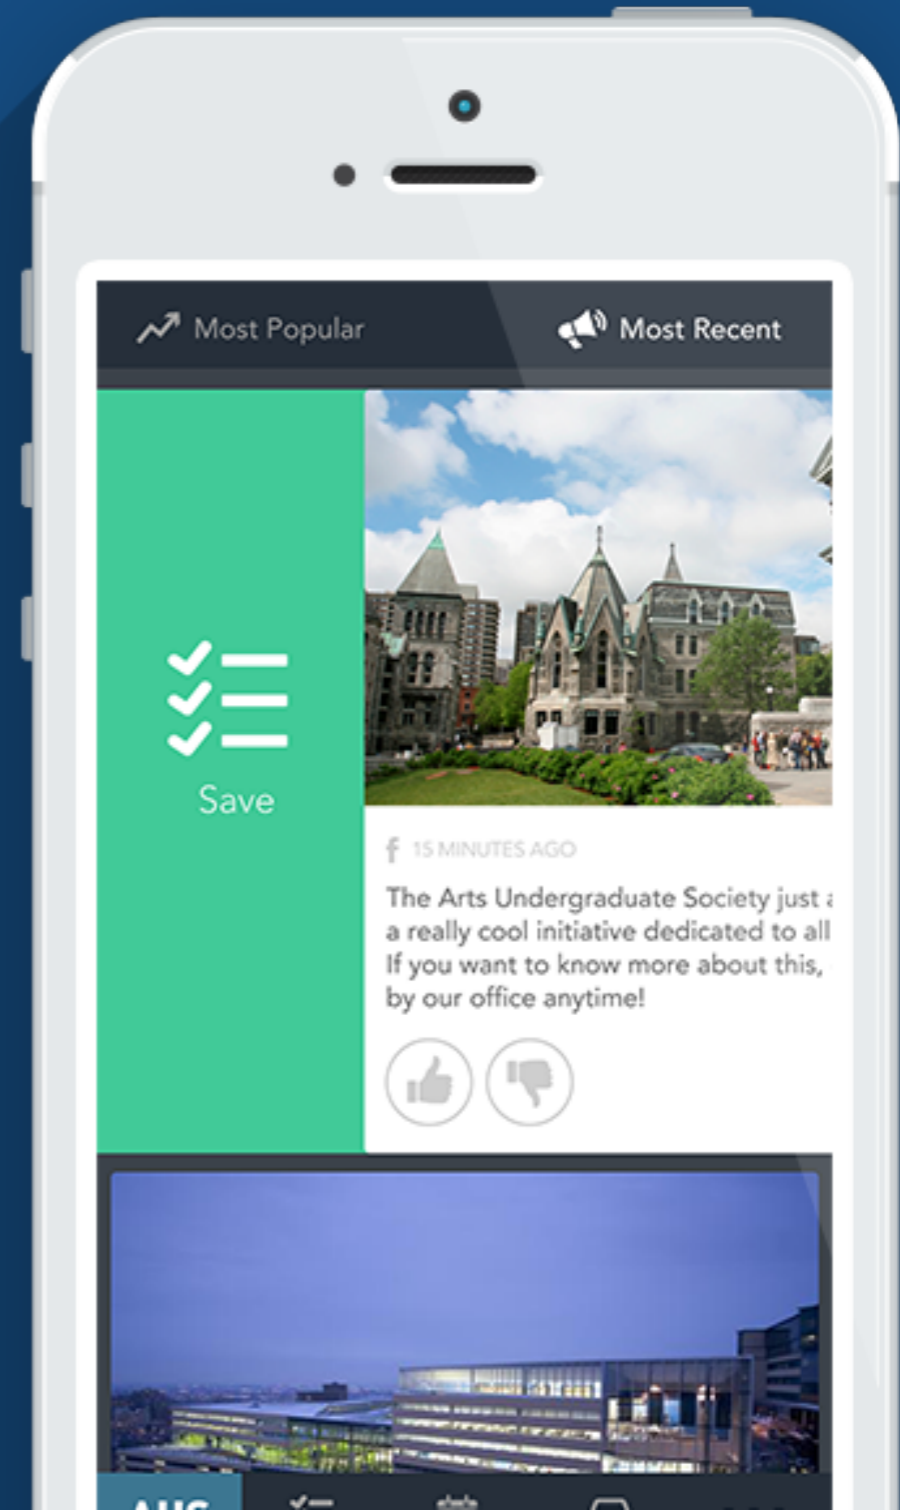 Most Popular
Most Recent
Save
f 15 MINUTES AGO
The Arts Undergraduate Society just
a really cool initiative dedicated to all
If you want to know more about this,
by our office anytime!
AUS